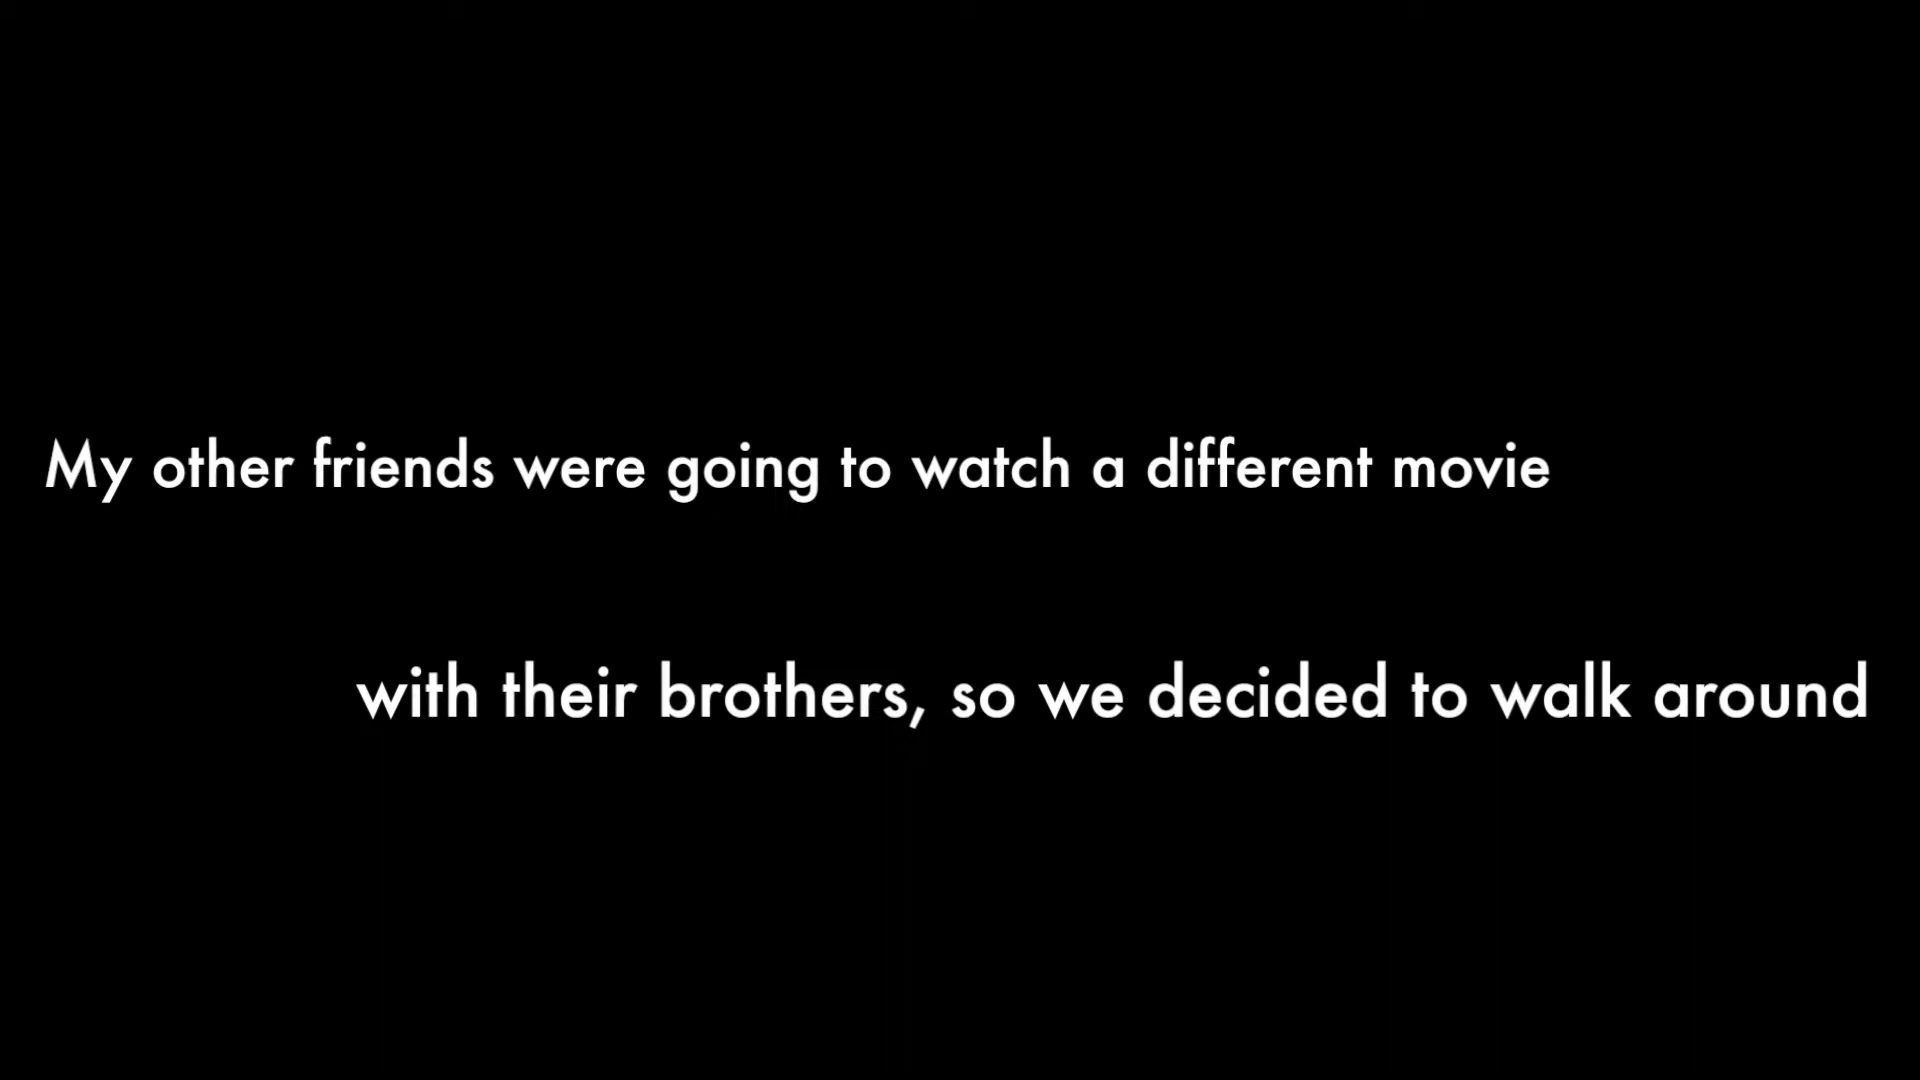 My other friends were going to watch a different movie
with their brothers, so we decided to walk around